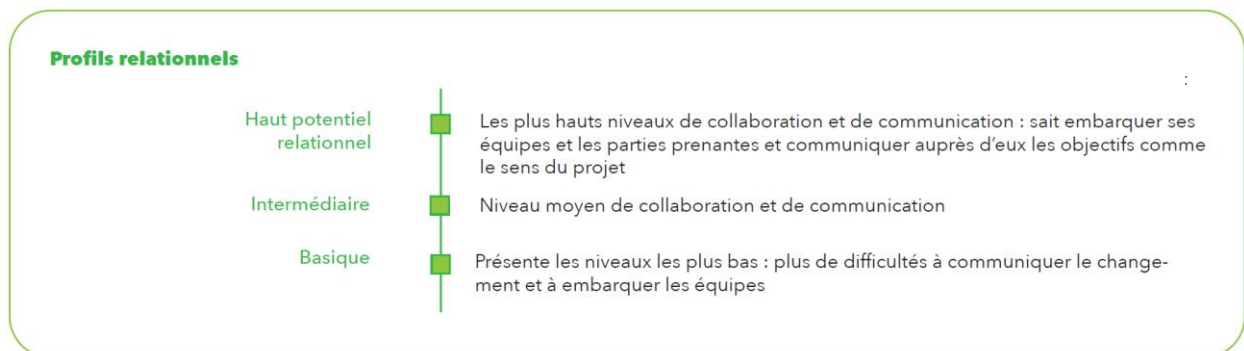 Profils relationnels
:
Haut potentiel
relationnel
Les plus hauts niveaux de collaboration et de communication : sait embarquer ses
équipes et les parties prenantes et communiquer auprès d’eux les objectifs comme
le sens du projet
Intermédiaire
Niveau moyen de collaboration et de communication
Basique
Présente les niveaux les plus bas : plus de difficultés à communiquer le change-
ment et à embarquer les équipes